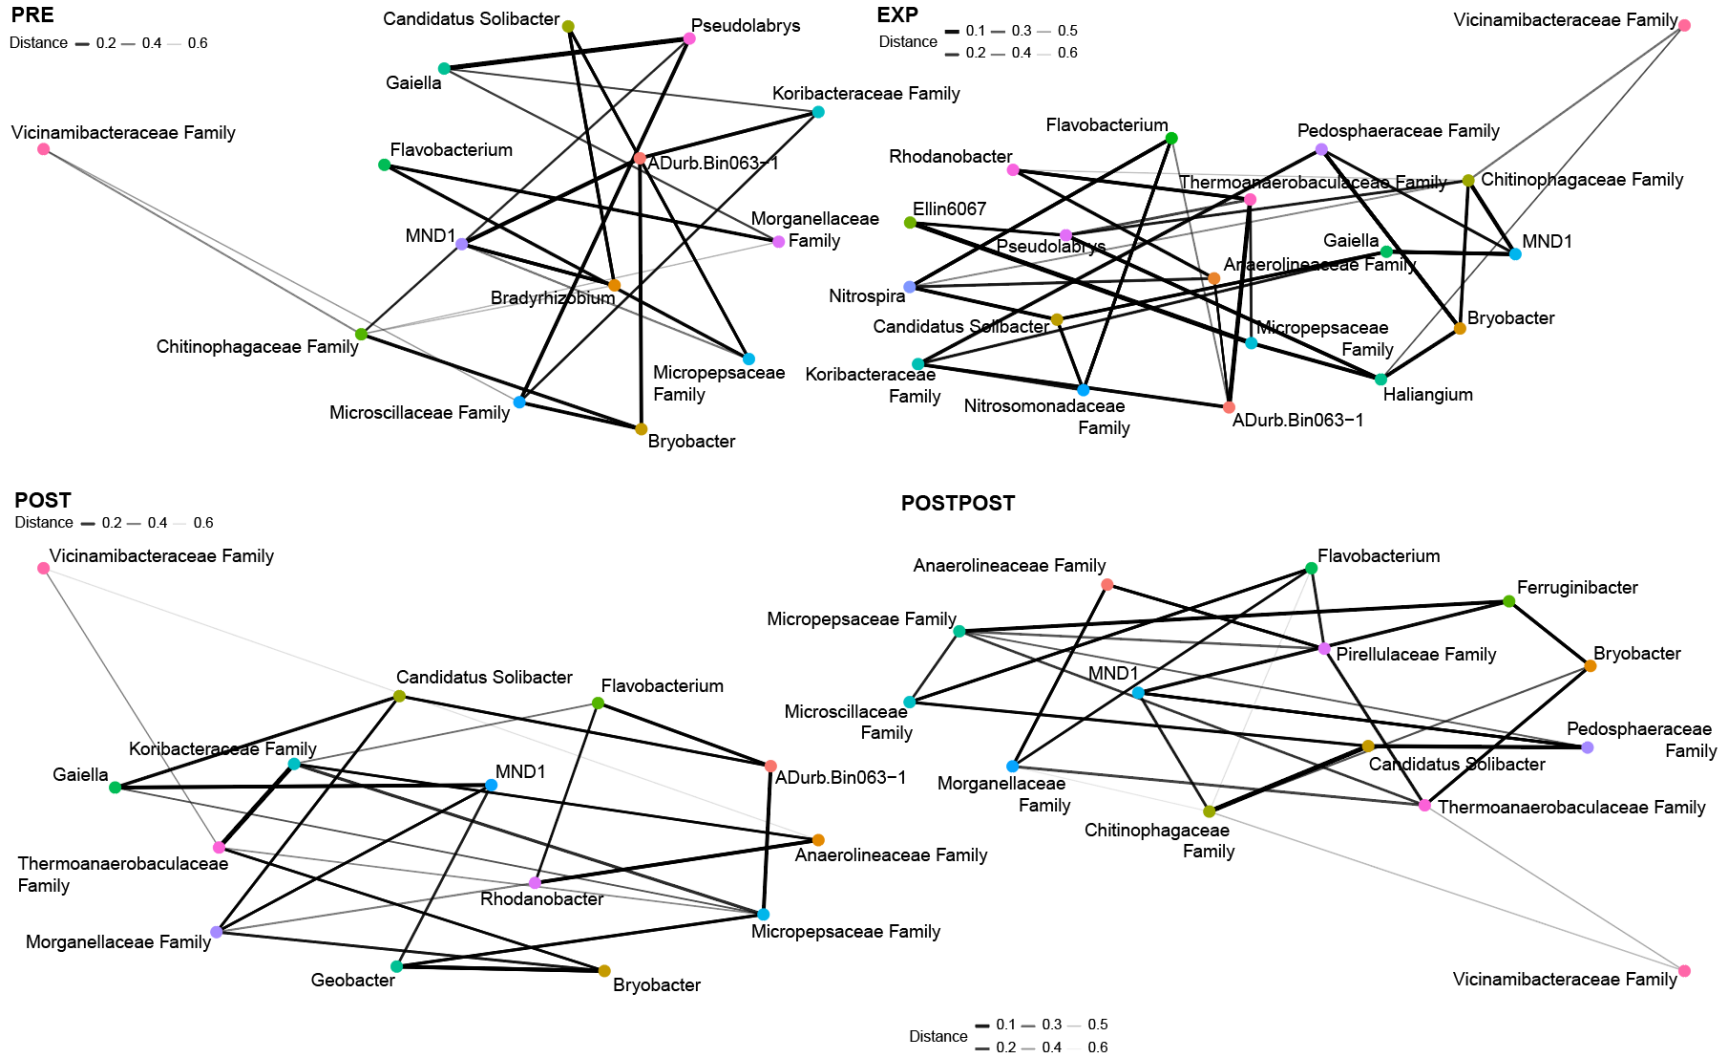 PRE
Distance 0.2 0.4 0.6
Candidatus Solibacter
Pseudolabrys
Gaiella
Koribacteraceae Family
Vicinamibacteraceae Family
Flavobacterium
ADurb.Bin063−1
Morganellaceae
Family
MND1
Bradyrhizobium
Chitinophagaceae Family
Micropepsaceae
Family
Microscillaceae Family
Bryobacter
EXP
Distance
0.1 0.3 0.5
0.2 0.4 0.6
Vicinamibacteraceae Family
Flavobacterium
Pedosphaeraceae Family
Rhodanobacter
Thermoanaerobaculaceae Family
Chitinophagaceae Family
Ellin6067
Pseudolabrys
Gaiella
MND1
Anaerolineaceae Family
Nitrospira
Candidatus Solibacter
Micropepsaceae
Family
Bryobacter
Koribacteraceae
Family
Nitrosomonadaceae
Family
Haliangium
ADurb.Bin063−1
POST
Distance 0.2 0.4 0.6
Vicinamibacteraceae Family
Candidatus Solibacter
Flavobacterium
Koribacteraceae Family
Gaiella
MND1
ADurb.Bin063−1
Anaerolineaceae Family
Thermoanaerobaculaceae
Family
Rhodanobacter
Morganellaceae Family
Micropepsaceae Family
Geobacter
Bryobacter
POSTPOST
Anaerolineaceae Family
Flavobacterium
Ferruginibacter
Micropepsaceae Family
Pirellulaceae Family
Bryobacter
MND1
Microscillaceae
Family
Pedosphaeraceae
Family
Candidatus Solibacter
Morganellaceae
Family
Thermoanaerobaculaceae Family
Chitinophagaceae
Family
Vicinamibacteraceae Family
Distance
0.1 0.3 0.5
0.2 0.4 0.6